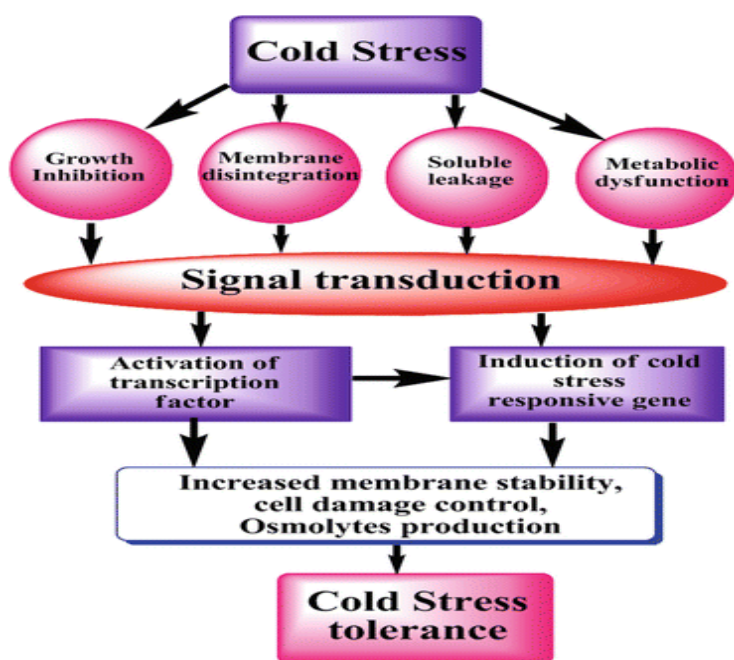 Cold Stress
Growth
Inhibition
Membrane
disintegration
Soluble
leakage
Metabolic
dysfunction
Signal transduction
Activation of
transcription
factor
Induction of cold
stress
responsive gene
Increased membrane stability,
cell damage control,
Osmolytes production
Cold Stress
tolerance